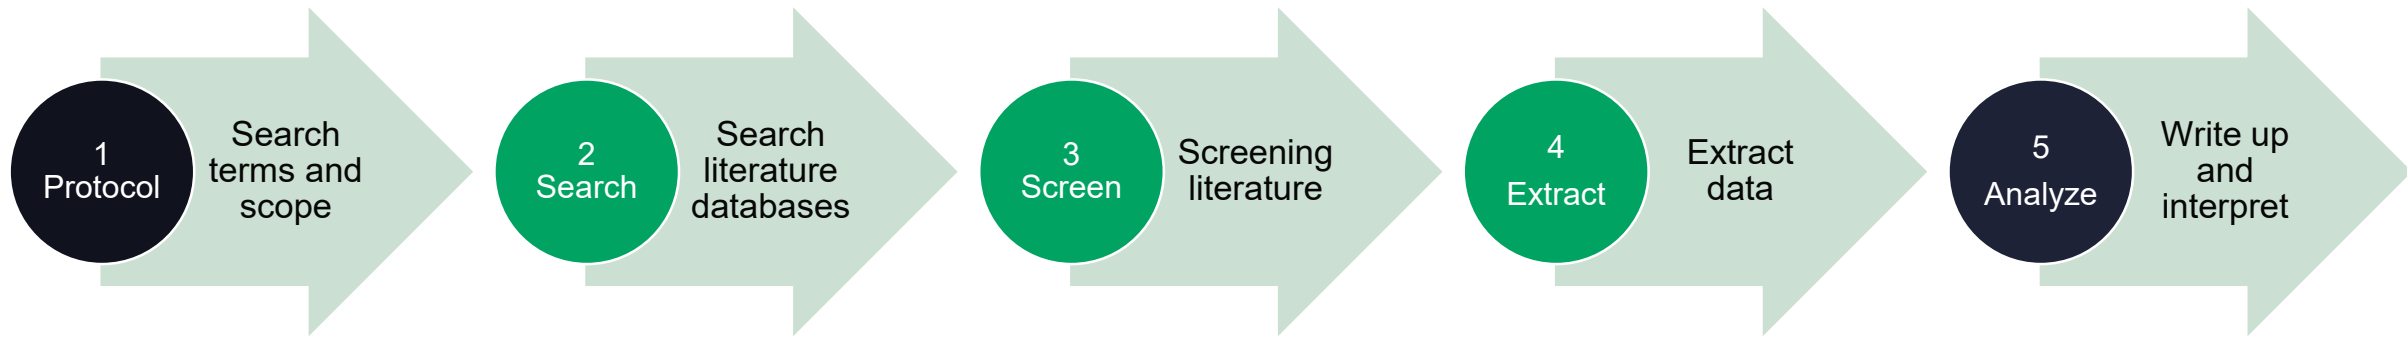 1
Protocol
Search
terms and
scope
2
Search
Search
literature
databases
3
Screen
Screening
literature
4
Extract
Extract
data
5
Analyze
Write up
and
interpret